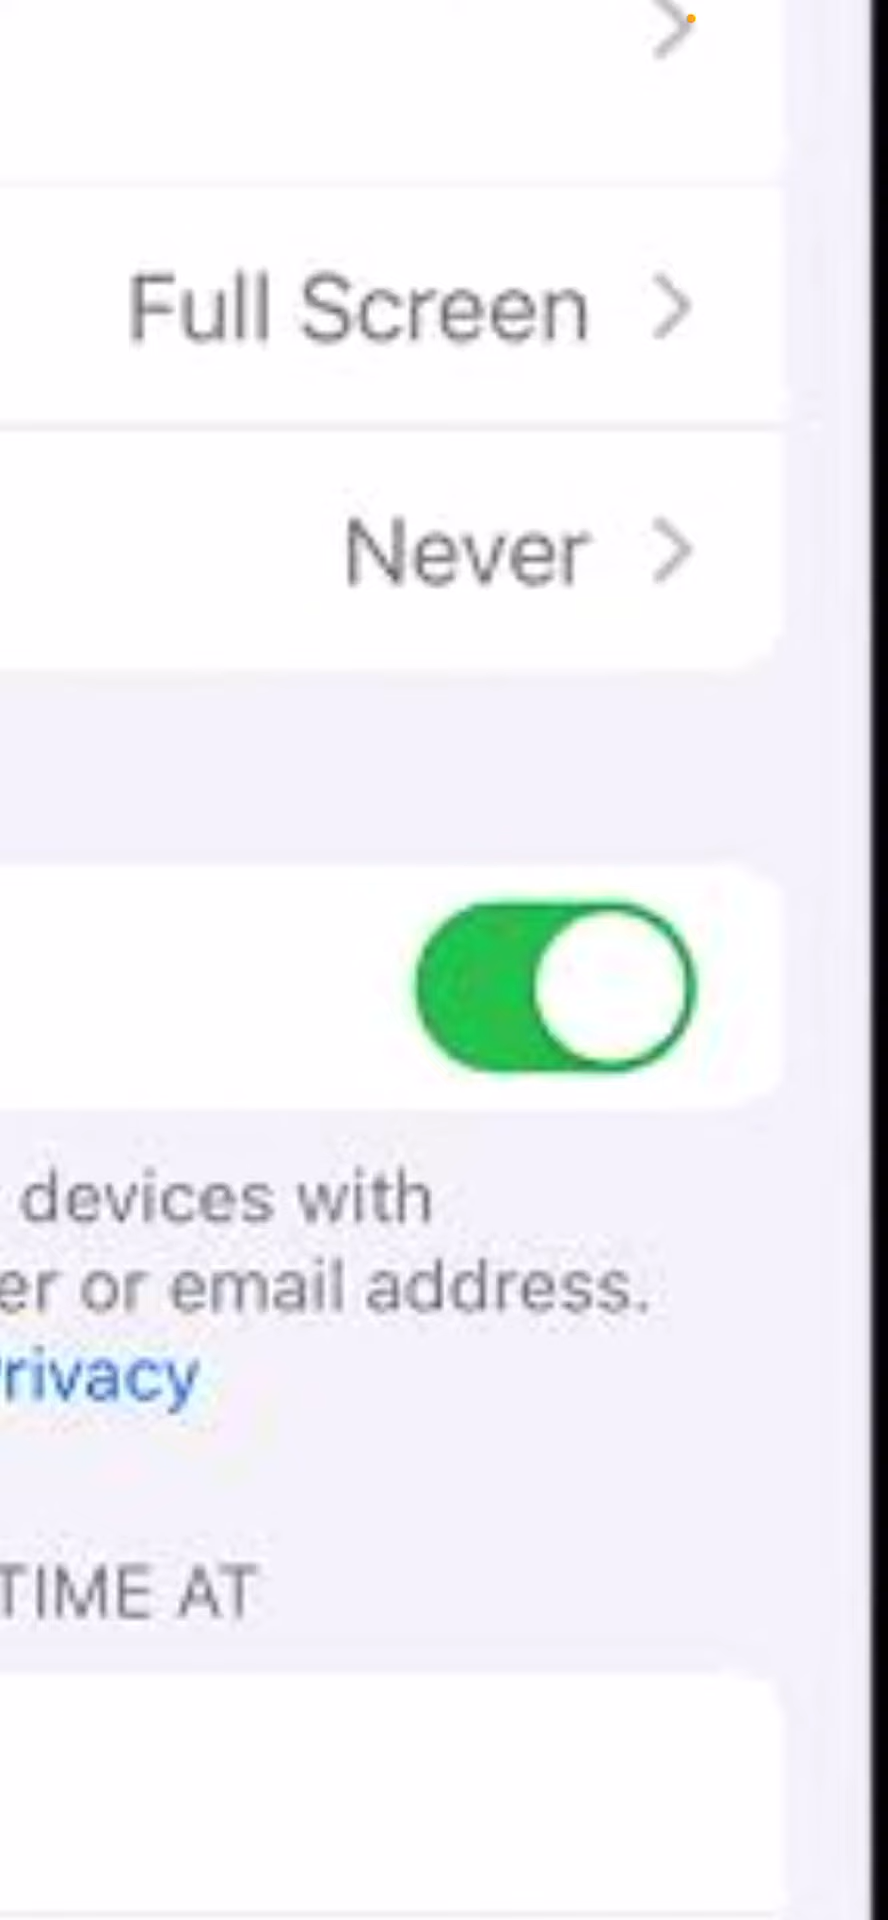 Full Screen
Never
devices with
er or email address.
rivacy
TIME AT